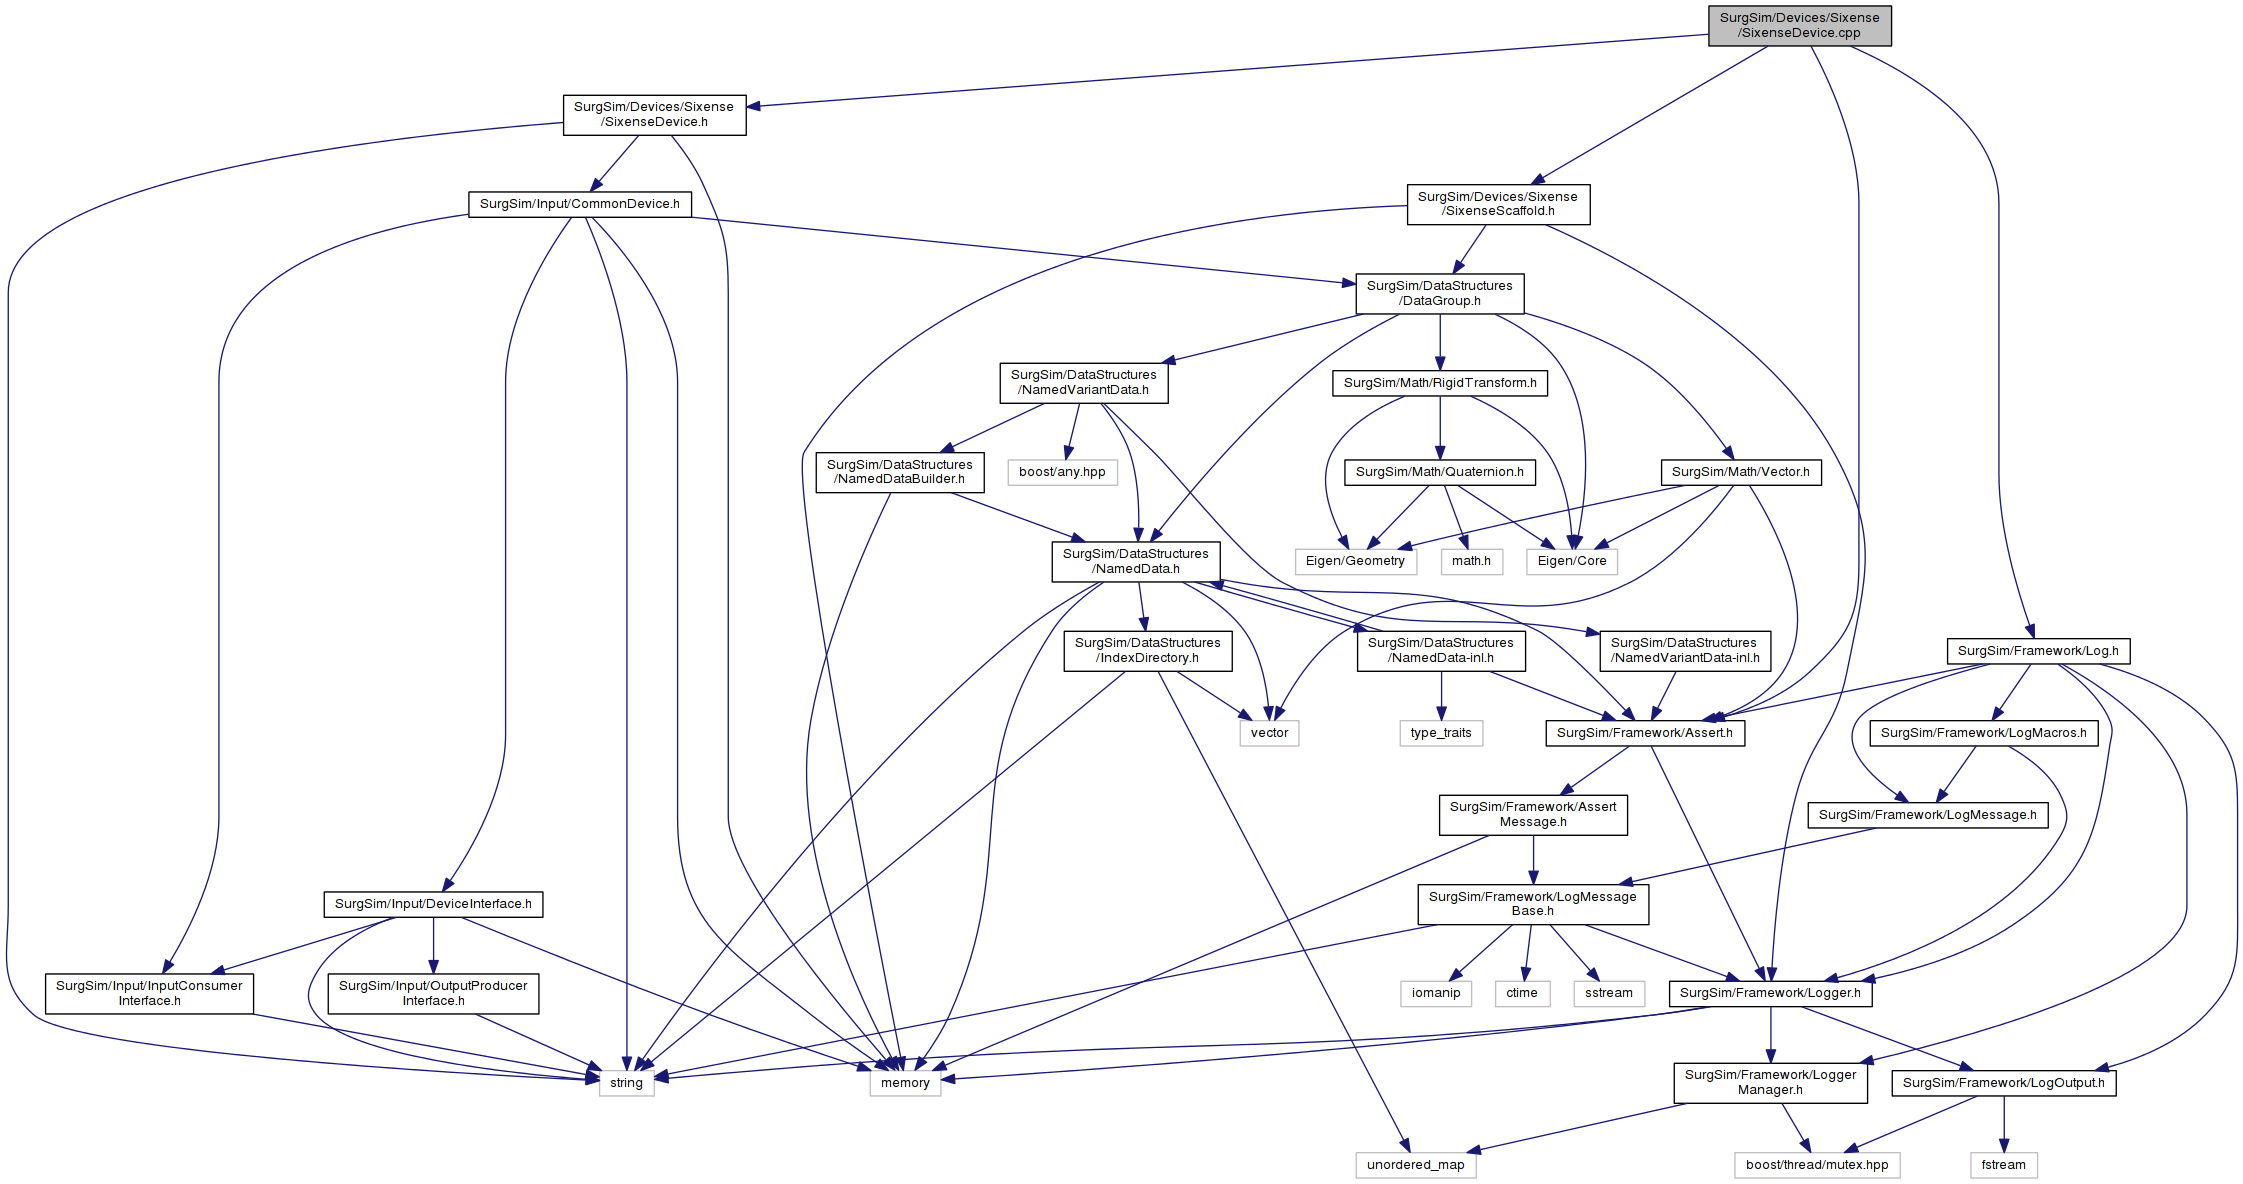 SurgSim/Devices/Sixense
/SixenseDevice.cpp
SurgSim/Devices/Sixense
/SixenseDevice.h
SurgSim/Input/CommonDevice.h
SurgSim/Devices/Sixense
/SixenseScaffold.h
SurgSim/DataStructures
/DataGroup.h
SurgSim/DataStructures
/NamedVariantData.h
SurgSim/Math/RigidTransform.h
SurgSim/DataStructures
/NamedDataBuilder.h
boost/any.hpp
SurgSim/Math/Quaternion.h
SurgSim/Math/Vector.h
SurgSim/DataStructures
/NamedData.h
Eigen/Geometry
math.h
Eigen/Core
SurgSim/DataStructures
/IndexDirectory.h
SurgSim/DataStructures
/NamedData-inl.h
SurgSim/DataStructures
/NamedVariantData-inl.h
SurgSim/Framework/Log.h
vector
type_traits
SurgSim/Framework/Assert.h
SurgSim/Framework/LogMacros.h
SurgSim/Framework/Assert
Message.h
SurgSim/Framework/LogMessage.h
SurgSim/Input/DeviceInterface.h
SurgSim/Framework/LogMessage
Base.h
SurgSim/Input/InputConsumer
Interface.h
SurgSim/Input/OutputProducer
Interface.h
iomanip
ctime
sstream
SurgSim/Framework/Logger.h
string
memory
SurgSim/Framework/Logger
Manager.h
SurgSim/Framework/LogOutput.h
unordered_map
boost/thread/mutex.hpp
fstream